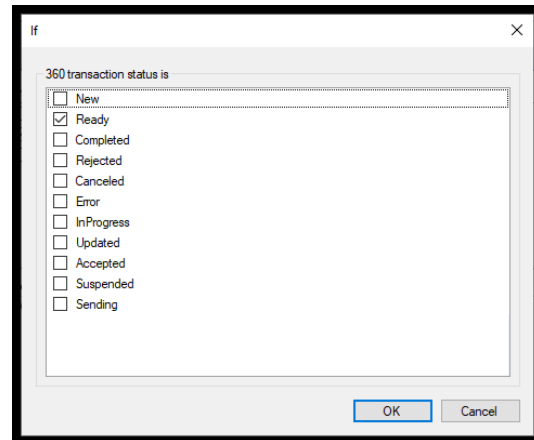 If
360 transaction status is
New
Ready
Completed
Rejected
Canceled
Error
InProgress
Updated
Accepted
Suspended
Sending
OK Cancel